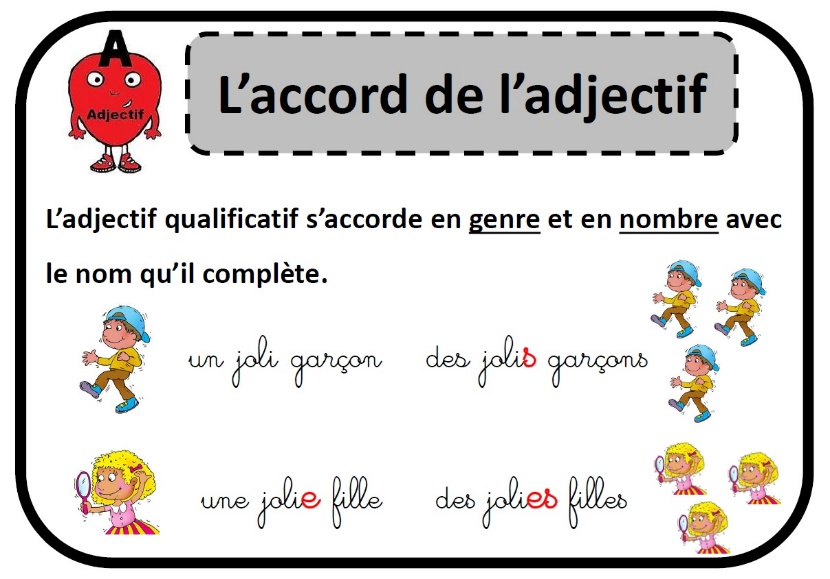 A
Adjectif
L’accord de l’adjectif
L’adjectif qualificatif s’accorde en genre et en nombre avec
le nom qu’il complète.
un joli garçon des jolis garçons
une jolie fille des jolies filles